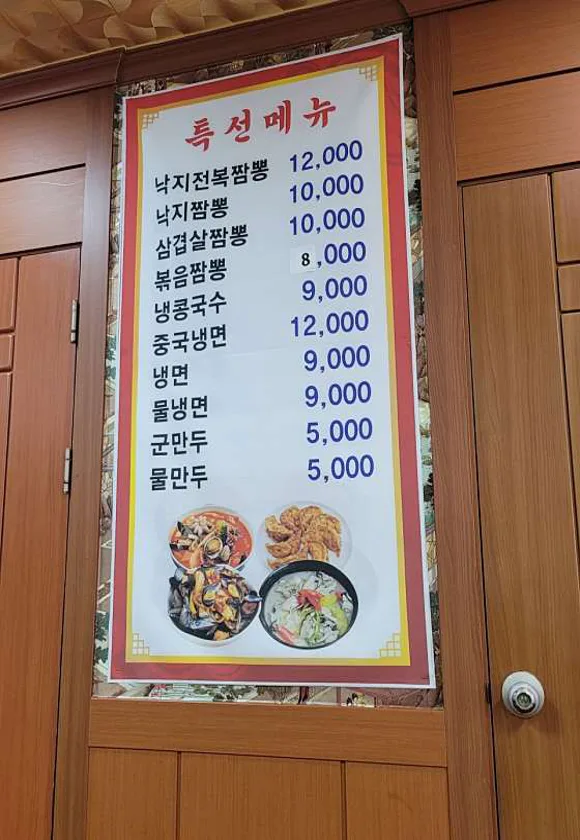 특선메뉴
낙지전복짬뽕 12,000
낙지짬뽕 10,000
삼겹살짬뽕 10,000
볶음짬뽕 8,000
냉콩국수 9,000
중국냉면 12,000
냉면 9,000
물냉면 9,000
군만두 5,000
물만두 5,000